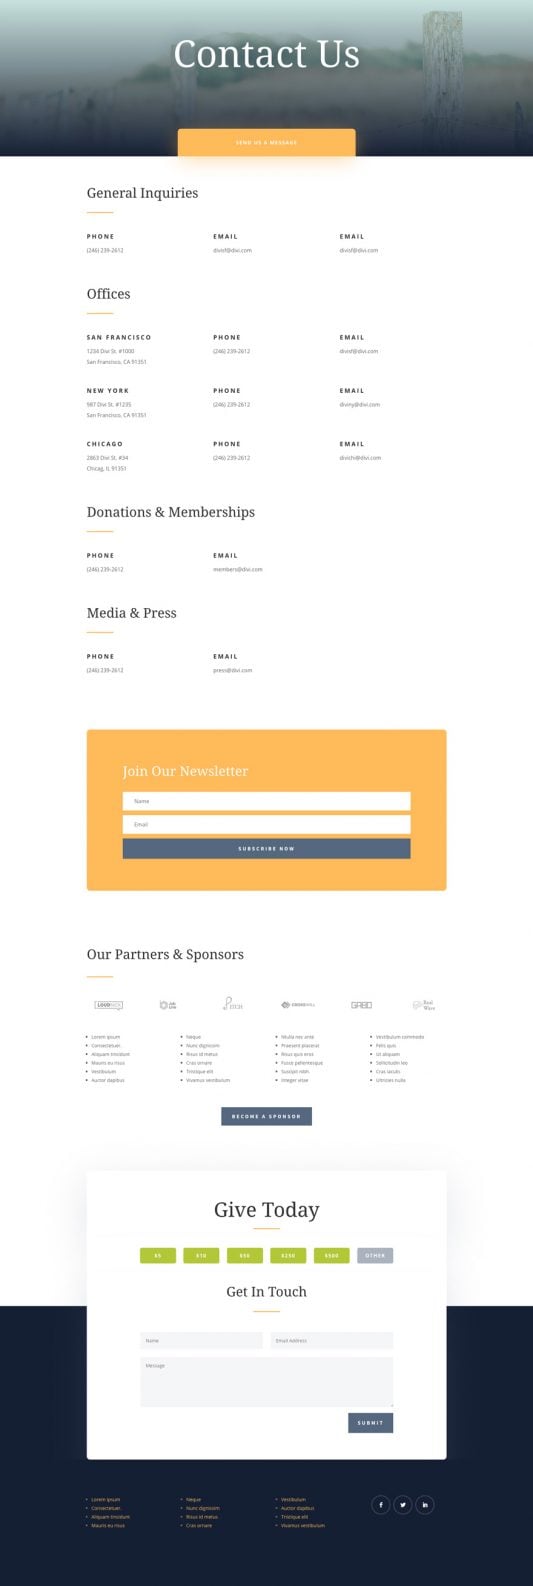 Contact Us
SEND US A MESSAGE
General Inquiries
PHONE EMAIL EMAIL
(246) 239-2612 divisf@divi.com divisf@divi.com
Offices
SAN FRANCISCO PHONE EMAIL
1234 Divi St. #1000 (246) 239-2612 divisf@divi.com
San Francisco, CA 91351
NEW YORK PHONE EMAIL
987 Divi St. #1235 (246) 239-2612 diviny@divi.com
San Francisco, CA 91351
CHICAGO PHONE EMAIL
2863 Divi St. #34 (246) 239-2612 divichi@divi.com
Chicag, IL 91351
Donations & Memberships
PHONE EMAIL
(246) 239-2612 members@divi.com
Media & Press
PHONE EMAIL
(246) 239-2612 press@divi.com
Join Our Newsletter
Name
Email
SUBSCRIBE NOW
Our Partners & Sponsors
Lorem ipsum Neque Nlulla nec ante Vestibulum commodo
Consectetuer. Nunc dignissim Praesent placerat Felis quis
Aliquam tincidunt Risus id metus Risus quis eros Ut aliquam
Mauris eu risus Cras ornare Fusce pellentesque Sollicitudin leo
Vestibulum Tristique elit Suscipit nibh Cras iaculis
Auctor dapibus Vivamus vestibulum Integer vitae Ultricies nulla
BECOME A SPONSOR
Give Today
$5 $10 $50 $250 $500 OTHER
Get In Touch
Name Email Address
Message
SUBMIT
Lorem ipsum Neque Vestibulum
Consectetuer. Nunc dignissim Auctor dapibus
Aliquam tincidunt Risus id metus Tristique elit
Mauris eu risus Cras ornare Vivamus vestibulum